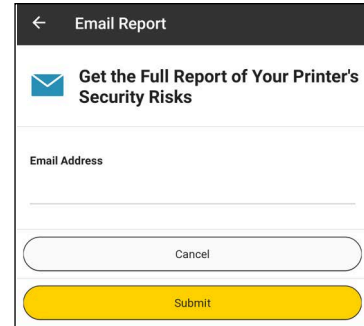 Email Report
Get the Full Report of Your Printer's
Security Risks
Email Address
Cancel
Submit